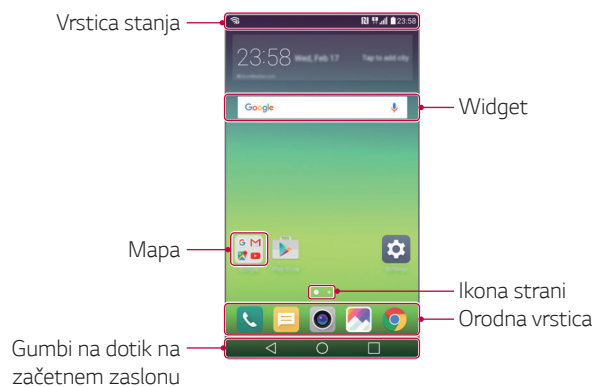 Vrstica stanja
23:58
23:58 Wed, Feb 17 Tap to add city
Google
Widget
Mapa
Ikona strani
Orodna vrstica
Gumbi na dotik na
začetnem zaslonu